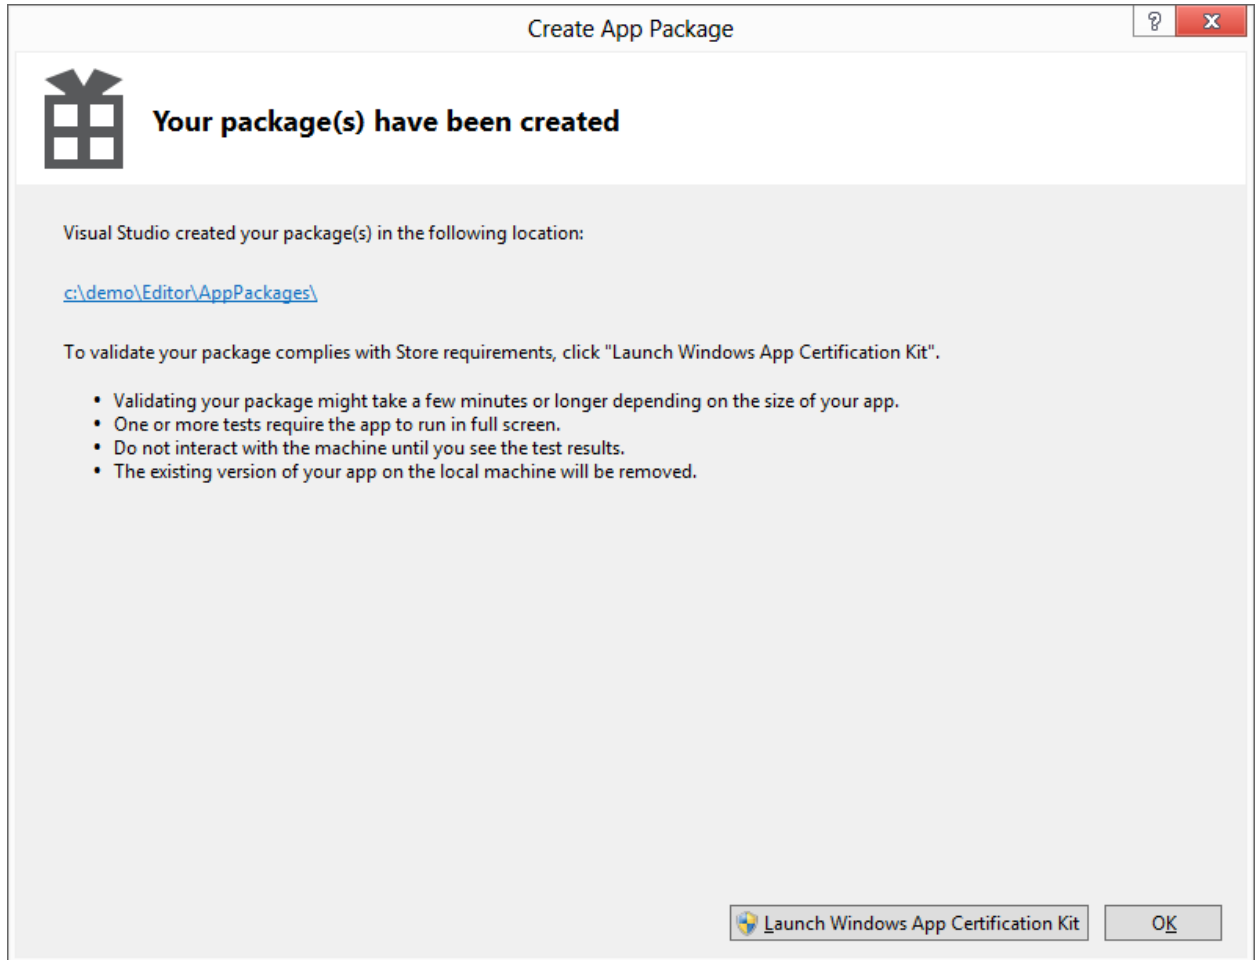 Create App Package
?
x
Your package(s) have been created
Visual Studio created your package(s) in the following location:
c:\demo\Editor\AppPackages\
To validate your package complies with Store requirements, click "Launch Windows App Certification Kit".
• Validating your package might take a few minutes or longer depending on the size of your app.
• One or more tests require the app to run in full screen.
• Do not interact with the machine until you see the test results.
• The existing version of your app on the local machine will be removed.
Launch Windows App Certification Kit
OK